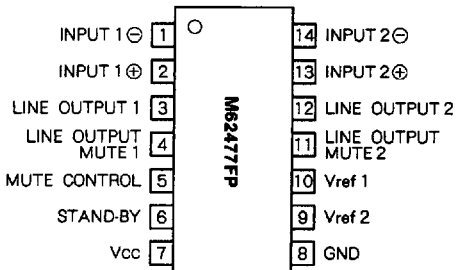 INPUT 1⊖ 1
INPUT 1⊕ 2
LINE OUTPUT 1 3
LINE OUTPUT
MUTE 1 4
MUTE CONTROL 5
STAND-BY 6
Vcc 7
M62477FP
14 INPUT 2⊖
13 INPUT 2⊕
12 LINE OUTPUT 2
11 LINE OUTPUT
MUTE 2
10 Vref 1
9 Vref 2
8 GND